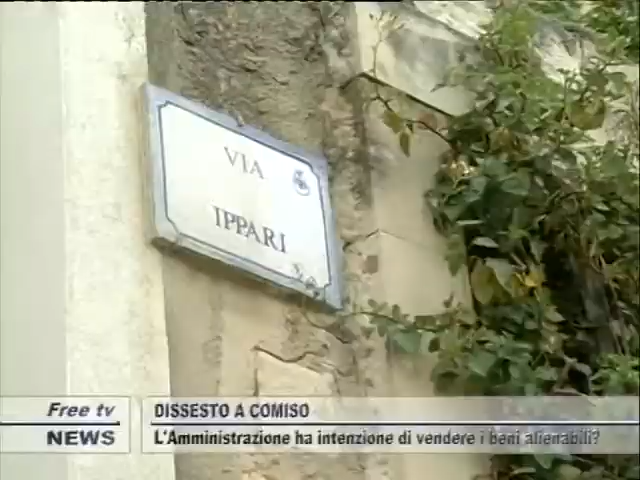 VIA
IPPARI
Free tv
NEWS
DISSESTO A COMISO
L'Amministrazione ha intenzione di vendere i beni alienabili?